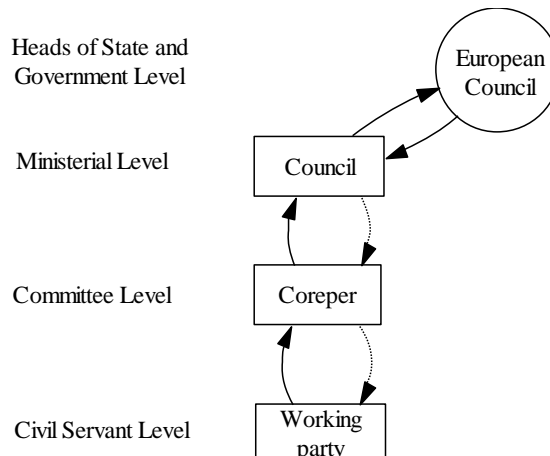 Heads of State and
Government Level
European
Council
Ministerial Level
Council
Committee Level
Coreper
Civil Servant Level
Working
party